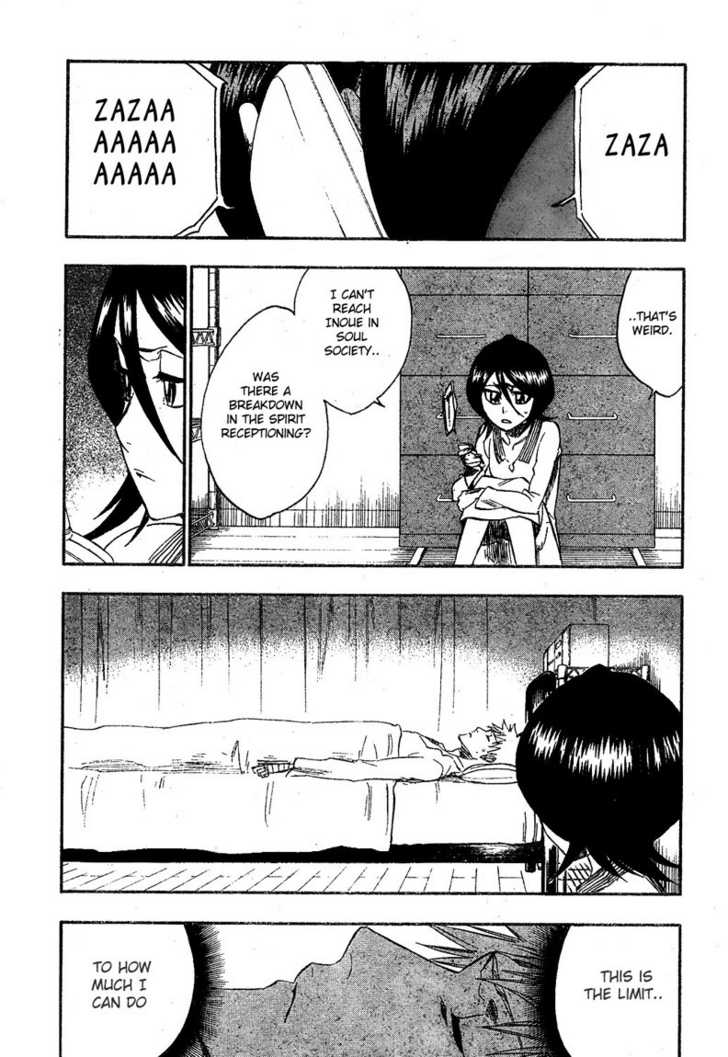 ZAZA
ZAZAA
AAAAA
AAAAA
..THAT'S
WEIRD.
I CAN'T
REACH
INOUE IN
SOUL
SOCIETY..
WAS
THERE A
BREAKDOWN
IN THE SPIRIT
RECEPTIONING?
THIS IS
THE LIMIT..
TO HOW
MUCH I
CAN DO